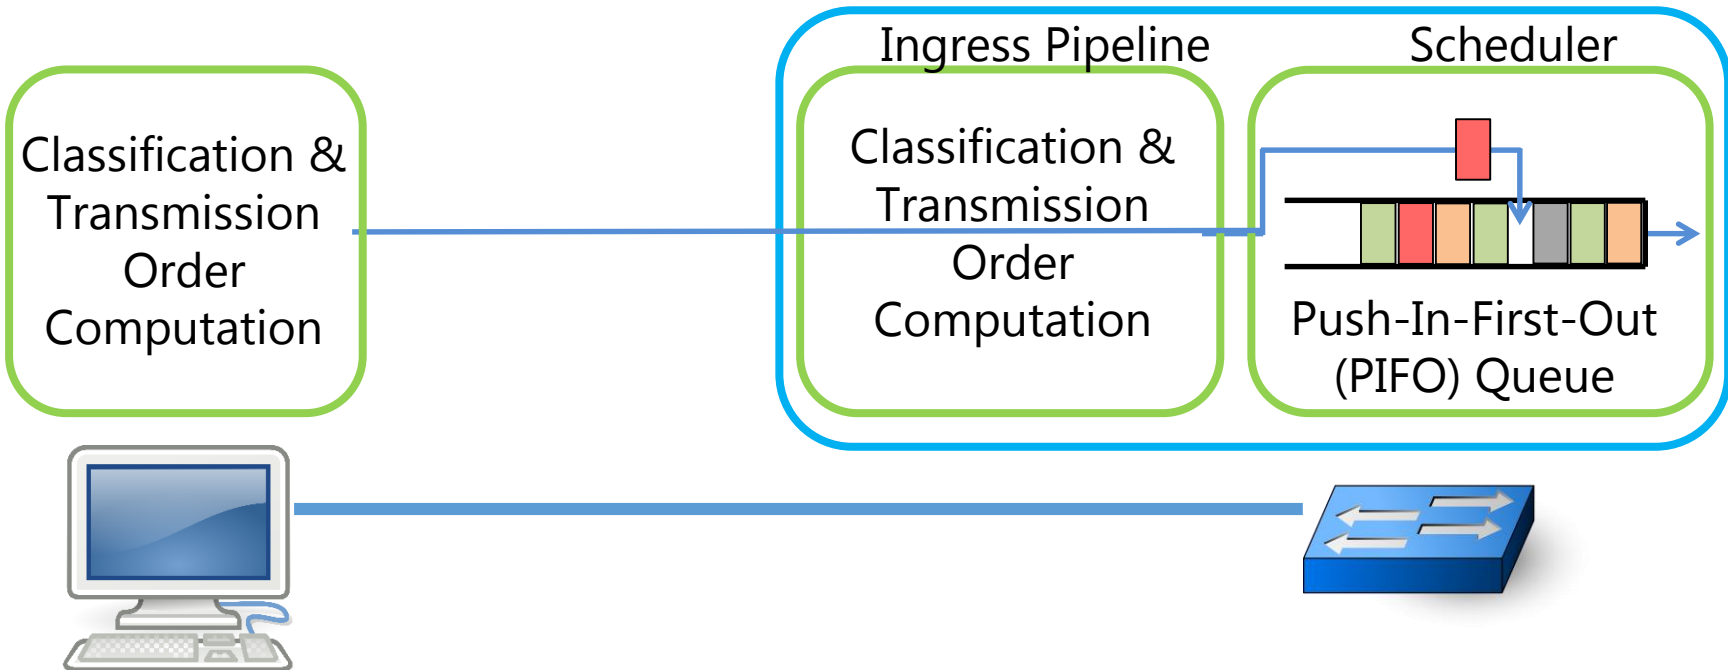 Ingress Pipeline
Scheduler
Classification &
Transmission
Order
Computation
Classification &
Transmission
Order
Computation
Push-In-First-Out
(PIFO) Queue